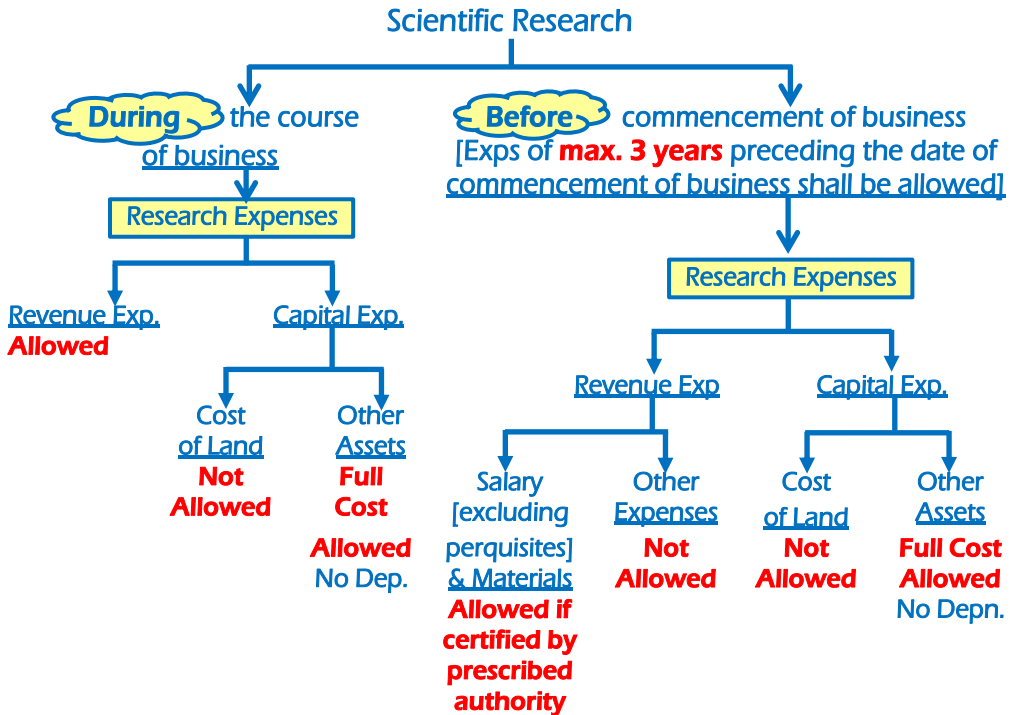 Scientific Research
During the course
of business
Research Expenses
Revenue Exp.
Allowed
Capital Exp.
Cost
of Land
Not
Allowed
Other
Assets
Full
Cost
Allowed
No Dep.
Before commencement of business
[Exps of max. 3 years preceding the date of
commencement of business shall be allowed]
Research Expenses
Revenue Exp
Salary
[excluding
perquisites]
& Materials
Allowed if
certified by
prescribed
authority
Other
Expenses
Not
Allowed
Capital Exp.
Cost
of Land
Not
Allowed
Other
Assets
Full Cost
Allowed
No Depn.